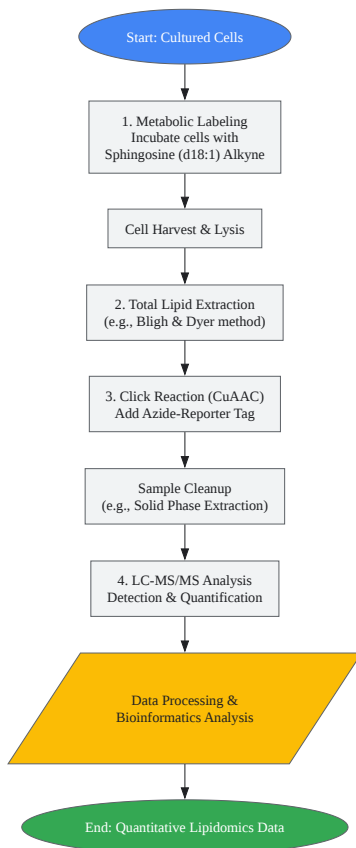 Start: Cultured Cells
1. Metabolic Labeling
Incubate cells with
Sphingosine (d18:1) Alkyne
Cell Harvest & Lysis
2. Total Lipid Extraction
(e.g., Bligh & Dyer method)
3. Click Reaction (CuAAC)
Add Azide-Reporter Tag
Sample Cleanup
(e.g., Solid Phase Extraction)
4. LC-MS/MS Analysis
Detection & Quantification
Data Processing &
Bioinformatics Analysis
End: Quantitative Lipidomics Data